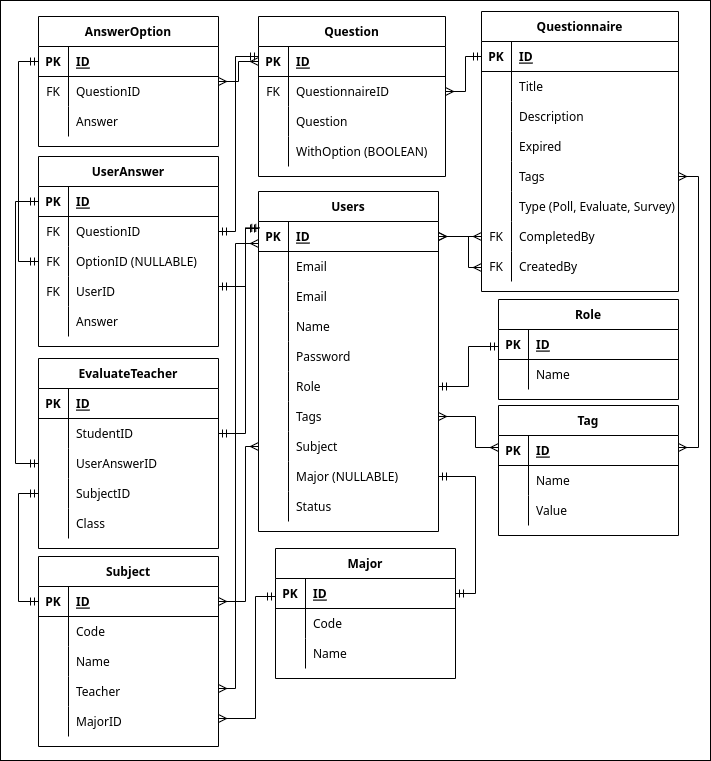 AnswerOption
PK ID
FK QuestionID
Answer
Question
PK ID
FK QuestionnaireID
Question
WithOption (BOOLEAN)
Questionnaire
PK ID
Title
Description
Expired
Tags
Type (Poll, Evaluate, Survey)
FK CompletedBy
FK CreatedBy
UserAnswer
PK ID
FK QuestionID
FK OptionID (NULLABLE)
FK UserID
Answer
Users
PK ID
Email
Email
Name
Password
Role
Tags
Subject
Major (NULLABLE)
Status
Role
PK ID
Name
EvaluateTeacher
PK ID
StudentID
UserAnswerID
SubjectID
Class
Tag
PK ID
Name
Value
Subject
PK ID
Code
Name
Teacher
MajorID
Major
PK ID
Code
Name